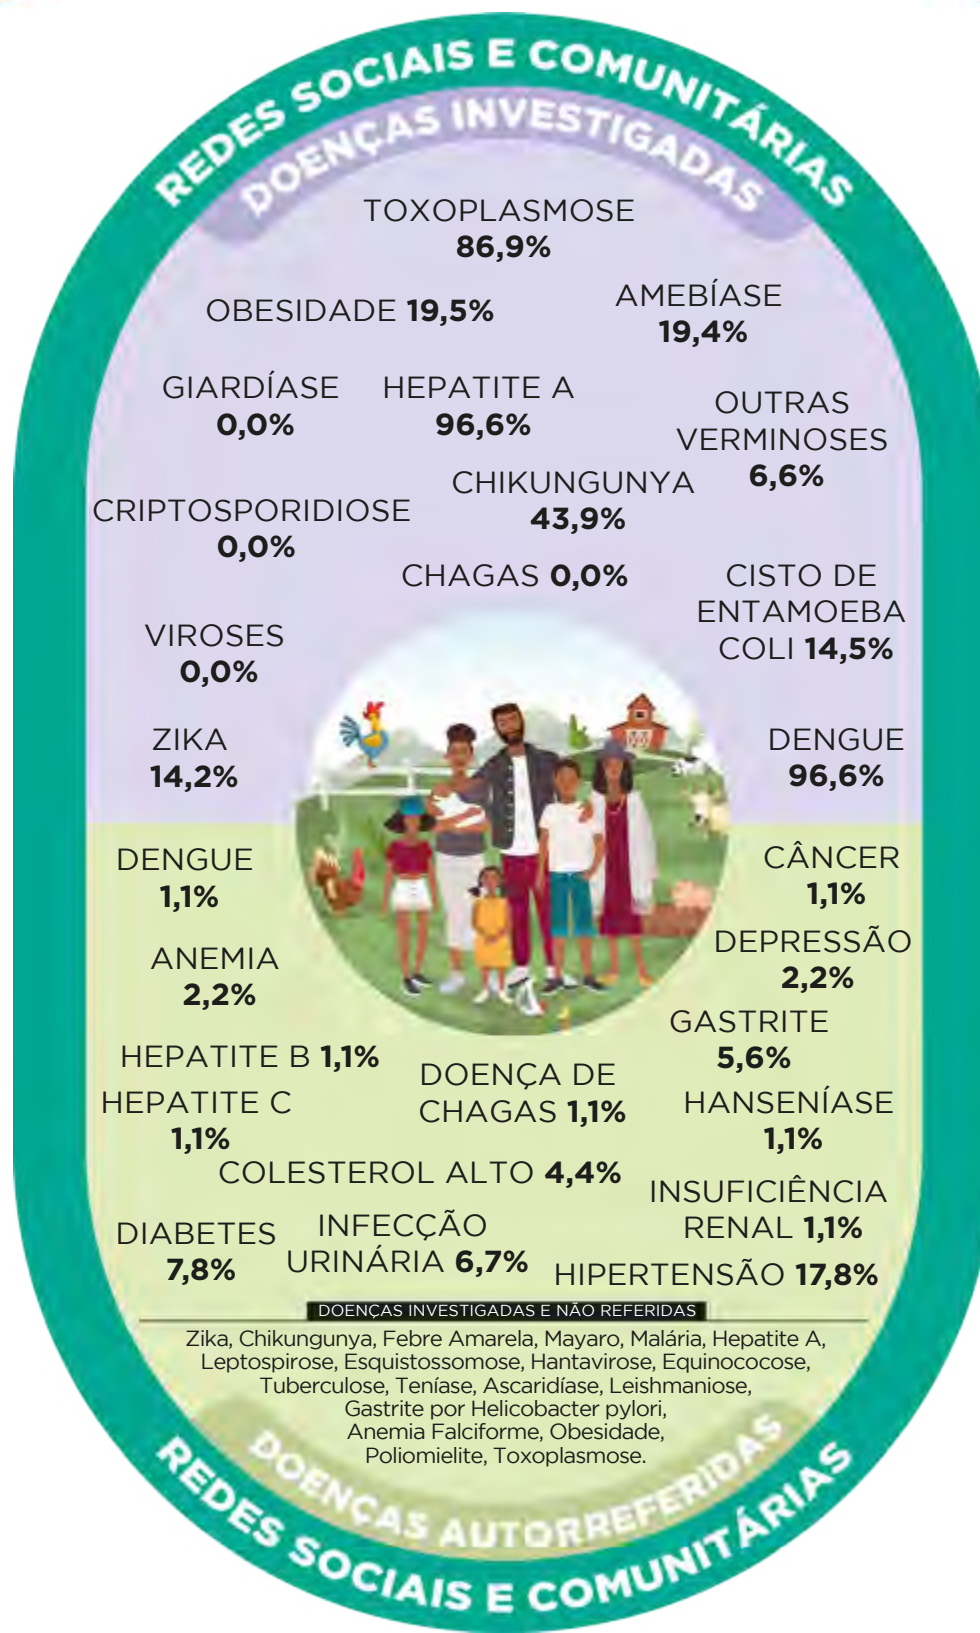 REDES SOCIAIS E COMUNITÁRIAS
DOENÇAS INVESTIGADAS
TOXOPLASMOSE
86,9%
OBESIDADE 19,5%
AMEBÍASE
19,4%
GIARDÍASE
0,0%
HEPATITE A
96,6%
OUTRAS
VERMINOSES
6,6%
CHIKUNGUNYA
43,9%
CRIPTOSPORIDIOSE
0,0%
CHAGAS 0,0%
CISTO DE
ENTAMOEBA
COLI 14,5%
VIROSES
0,0%
ZIKA
14,2%
DENGUE
96,6%
DENGUE
1,1%
CÂNCER
1,1%
ANEMIA
2,2%
DEPRESSÃO
2,2%
GASTRITE
5,6%
HEPATITE B 1,1%
DOENÇA DE
CHAGAS 1,1%
HEPATITE C
1,1%
HANSENÍASE
1,1%
COLESTEROL ALTO 4,4%
INSUFICIÊNCIA
RENAL 1,1%
DIABETES
7,8%
INFECÇÃO
URINÁRIA 6,7%
HIPERTENSÃO 17,8%
DOENÇAS INVESTIGADAS E NÃO REFERIDAS
Zika, Chikungunya, Febre Amarela, Mayaro, Malária, Hepatite A,
Leptospirose, Esquistossomose, Hantavirose, Equinococose,
Tuberculose, Teníase, Ascaridíase, Leishmaniose,
Gastrite por Helicobacter pylori,
Anemia Falciforme, Obesidade,
Poliomielite, Toxoplasmose.
DOENÇAS AUTORREFERIDAS
REDES SOCIAIS E COMUNITÁRIAS